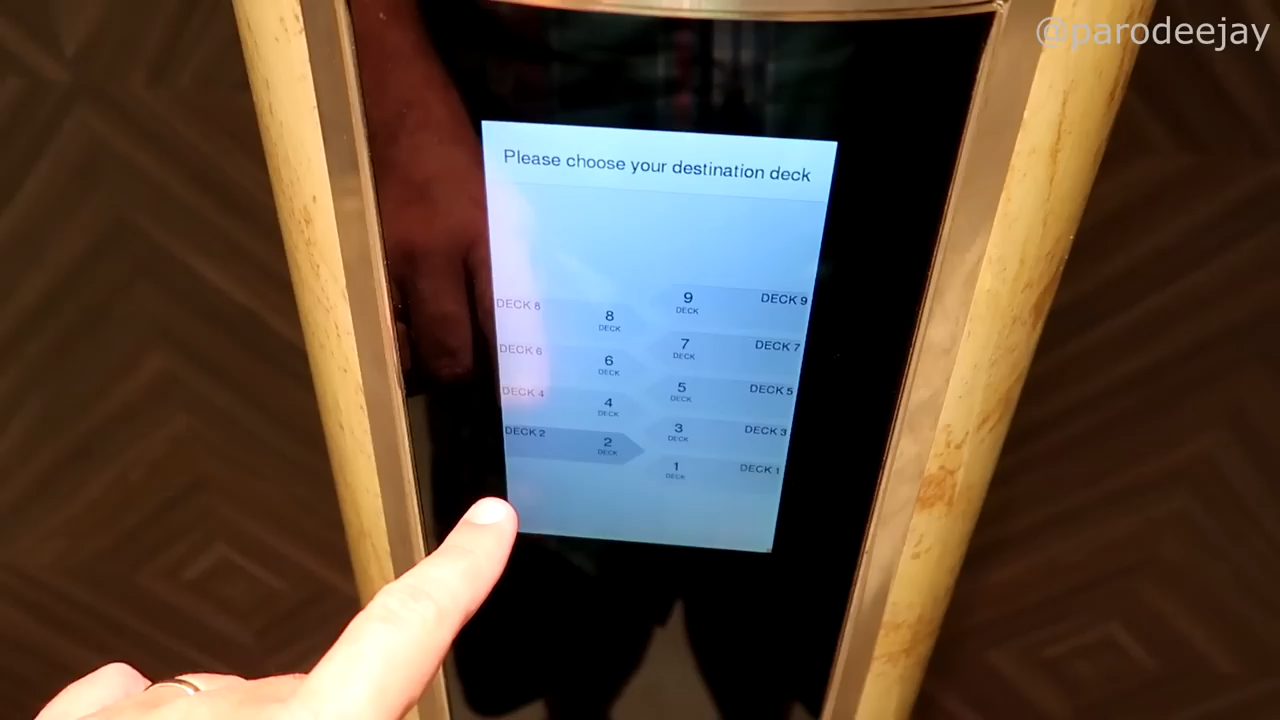 @parodeejay
Please choose your destination deck
9 DECK DECK 9
DECK 8 8 DECK
7 DECK DECK 7
DECK 6 6 DECK
5 DECK DECK 5
DECK 4 4 DECK
3 DECK DECK 3
DECK 2 2 DECK
1 DECK DECK 1